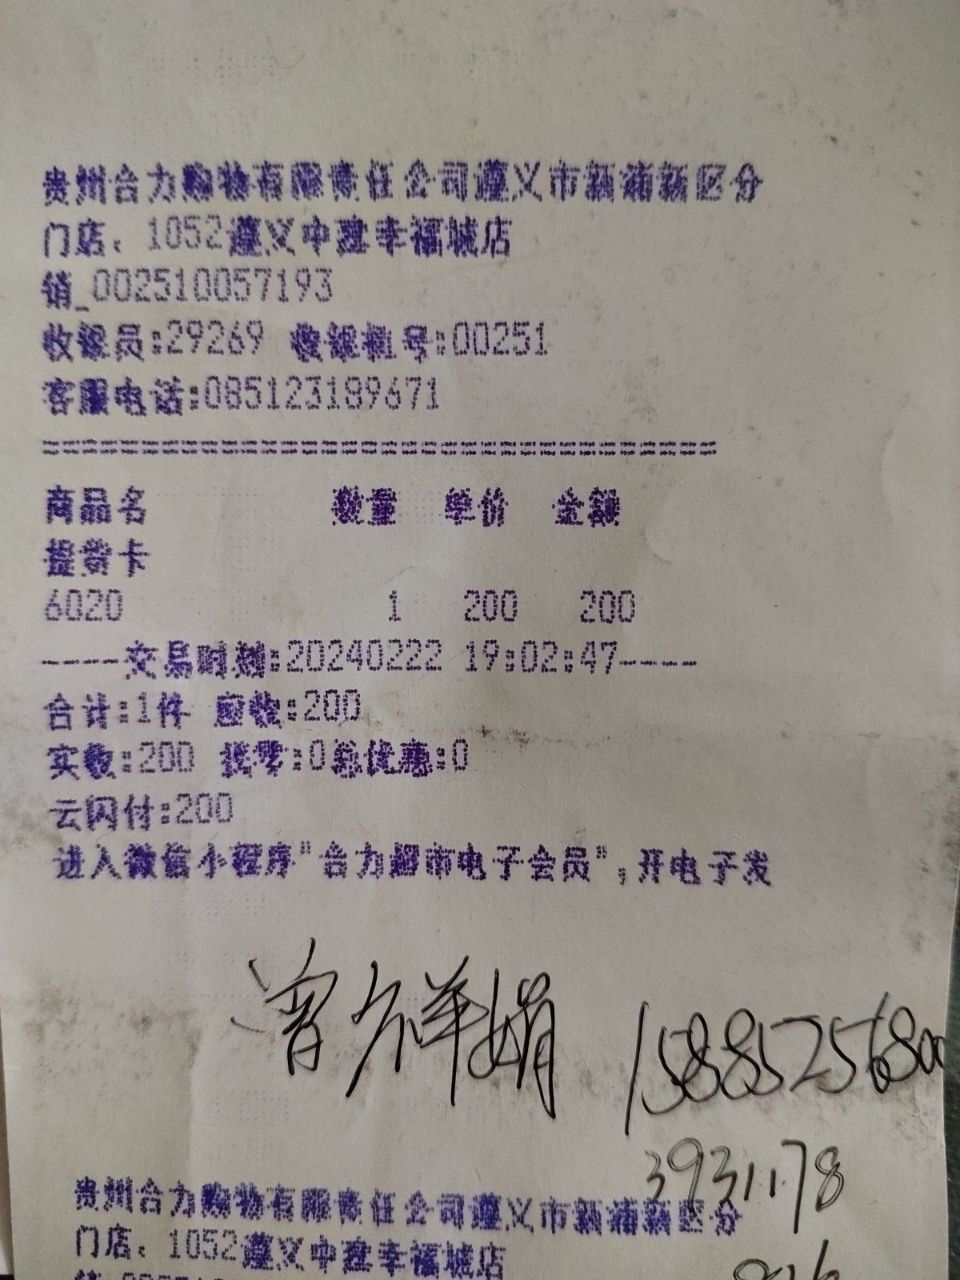 贵州合力购物有限责任公司遵义市新蒲新区分
门店：1052遵义中建幸福城店
销_002510057193
收银员:29269 收银机号:00251
客服电话:085123189671
商品名 数量 单价 金额
提货卡
6020 1 200 200
----交易时刻:20240222 19:02:47----
合计:1件 应收:200
实收:200 找零:0总优惠:0
云闪付:200
进入微信小程序"合力超市电子会员",开电子发
15885256800
3931178
贵州合力购物有限责任公司遵义市新蒲新区分
门店：1052遵义中建幸福城店